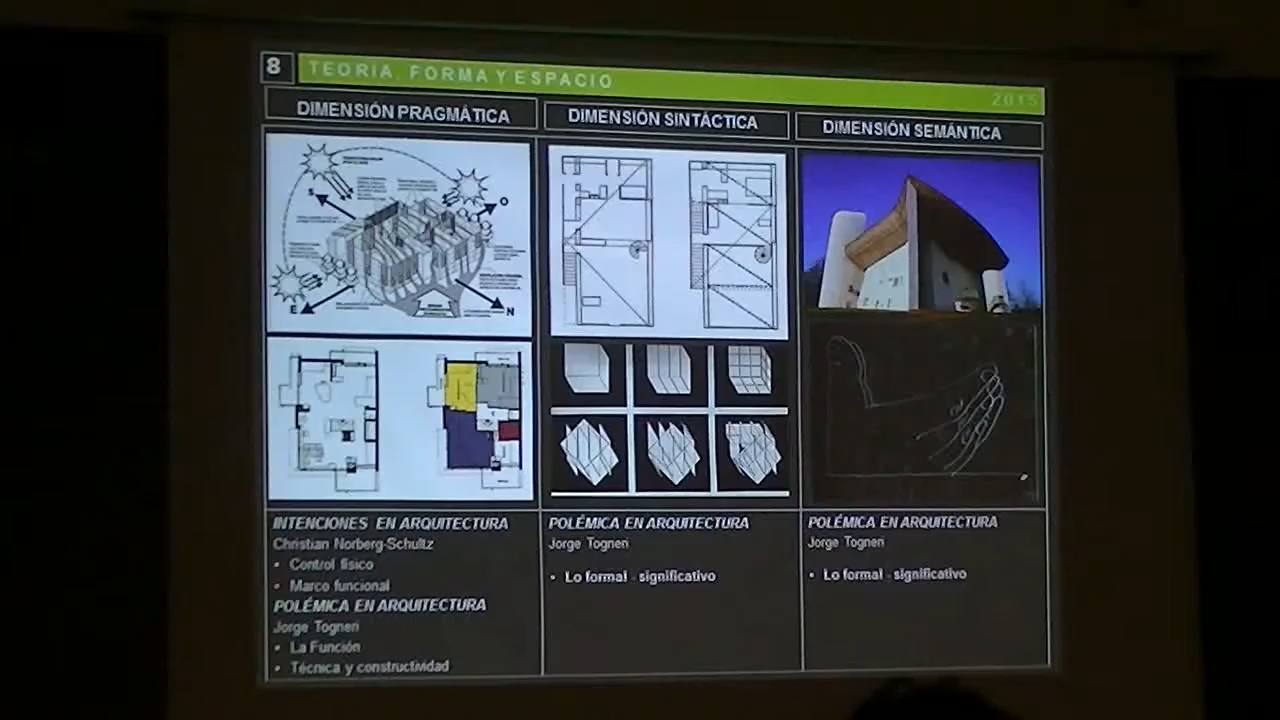 8
TEORIA, FORMA Y ESPACIO
2015
DIMENSIÓN PRAGMÁTICA
DIMENSIÓN SINTÁCTICA
DIMENSIÓN SEMÁNTICA
S
O
E
N
INTENCIONES EN ARQUITECTURA
Christian Norberg-Schultz
• Control físico
• Marco funcional
POLÉMICA EN ARQUITECTURA
Jorge Togneri
• La Función
• Técnica y constructividad
POLÉMICA EN ARQUITECTURA
Jorge Togneri
• Lo formal - significativo
POLÉMICA EN ARQUITECTURA
Jorge Togneri
• Lo formal - significativo